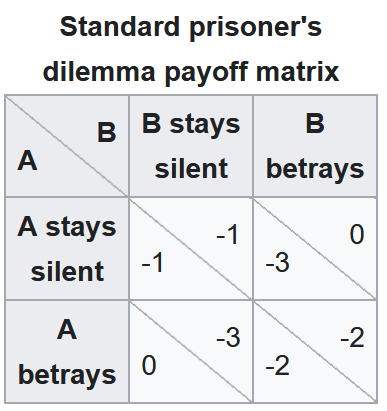 Standard prisoner's
dilemma payoff matrix
B
A
B stays
silent
B
betrays
A stays
silent
-1
-1
0
-3
A
betrays
-3
0
-2
-2